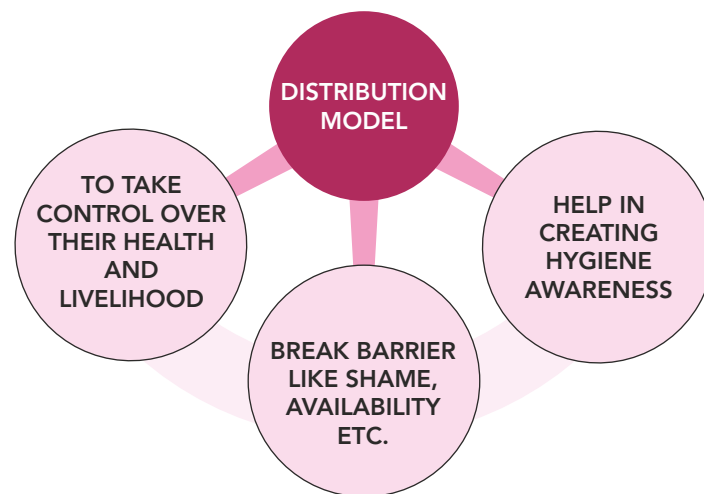 DISTRIBUTION
MODEL
TO TAKE
CONTROL OVER
THEIR HEALTH
AND
LIVELIHOOD
BREAK BARRIER
LIKE SHAME,
AVAILABILITY
ETC.
HELP IN
CREATING
HYGIENE
AWARENESS